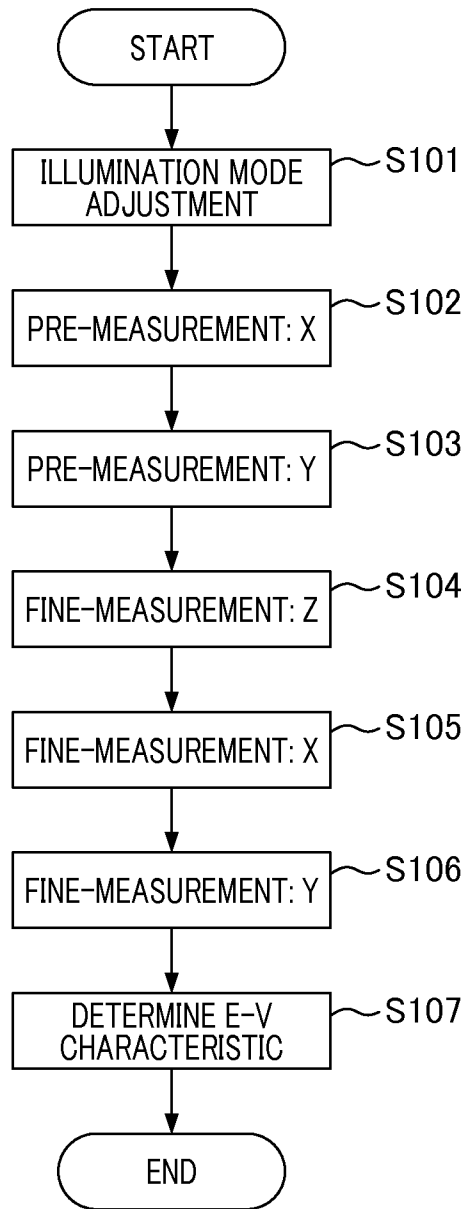 START
ILLUMINATION MODE
ADJUSTMENT
S101
PRE-MEASUREMENT: X
S102
PRE-MEASUREMENT: Y
S103
FINE-MEASUREMENT: Z
S104
FINE-MEASUREMENT: X
S105
FINE-MEASUREMENT: Y
S106
DETERMINE E-V
CHARACTERISTIC
S107
END